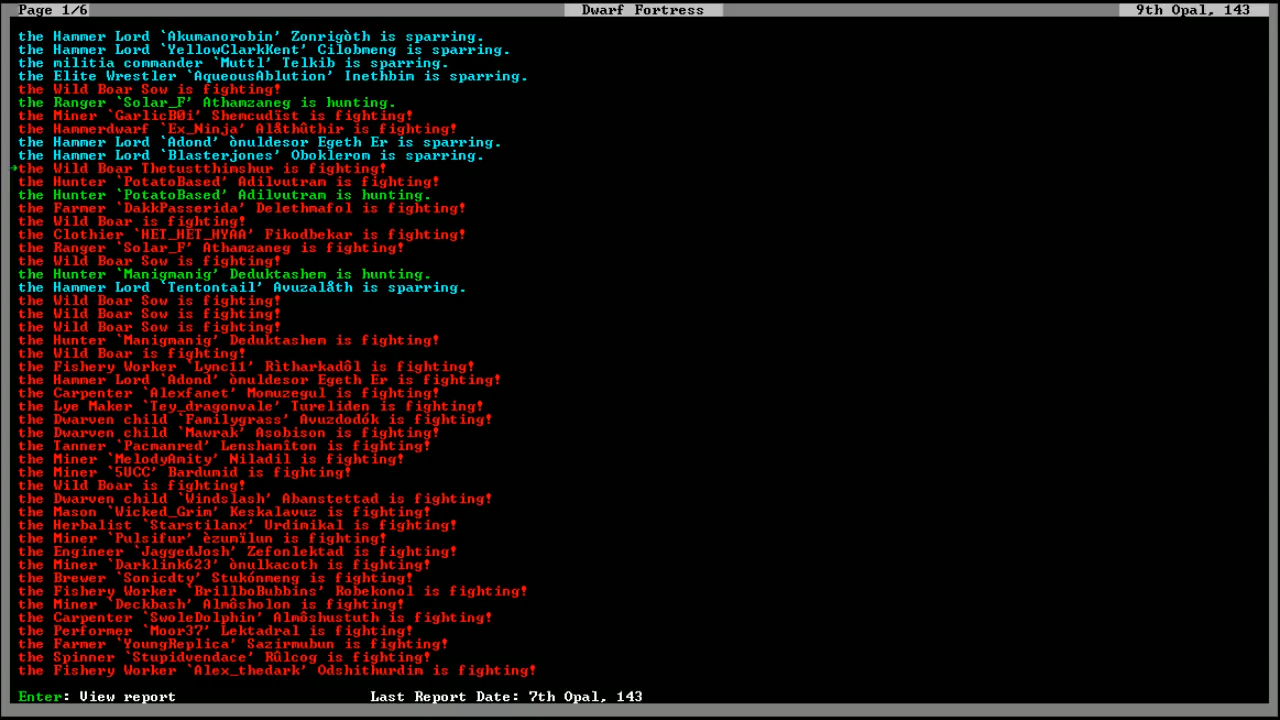 Page 1/6
Dwarf Fortress
9th Opal, 143
the Hammer Lord `Akumanorobin' Zonrigòth is sparring.
the Hammer Lord `YellowClarkKent' Cilobmeng is sparring.
the militia commander `Muttl' Telkib is sparring.
the Elite Wrestler `AqueousAblution' Inethbim is sparring.
the Wild Boar Sow is fighting!
the Ranger `Solar_F' Athamzaneg is hunting.
the Miner `GarlicB0i' Shemcudïst is fighting!
the Hammerdwarf `Ex_Ninja' Alåthûthir is fighting!
the Hammer Lord `Adond' ònuldesor Egeth Er is sparring.
the Hammer Lord `Blasterjones' Oboklerom is sparring.
→the Wild Boar Thetustthimshur is fighting!
the Hunter `PotatoBased' Adilvutram is fighting!
the Hunter `PotatoBased' Adilvutram is hunting.
the Farmer `DakkPasserida' Delethmafol is fighting!
the Wild Boar is fighting!
the Clothier `HET_HET_HYAA' Fikodbekar is fighting!
the Ranger `Solar_F' Athamzaneg is fighting!
the Wild Boar Sow is fighting!
the Hunter `Manigmanig' Deduktashem is hunting.
the Hammer Lord `Tentontail' Avuzalåth is sparring.
the Wild Boar Sow is fighting!
the Wild Boar Sow is fighting!
the Wild Boar Sow is fighting!
the Hunter `Manigmanig' Deduktashem is fighting!
the Wild Boar is fighting!
the Fishery Worker `Lync11' Rìtharkadôl is fighting!
the Hammer Lord `Adond' ònuldesor Egeth Er is fighting!
the Carpenter `Alexfanet' Momuzegul is fighting!
the Lye Maker `Tey_dragonvale' Tureliden is fighting!
the Dwarven child `Familygrass' Avuzdodók is fighting!
the Dwarven child `Mawrak' Asobison is fighting!
the Tanner `Pacmanred' Lenshamîton is fighting!
the Miner `MelodyAmity' Niladil is fighting!
the Miner `5UCC' Bardumid is fighting!
the Wild Boar is fighting!
the Dwarven child `Windslash' Abanstettad is fighting!
the Mason `Wicked_Grim' Keskalavuz is fighting!
the Herbalist `Starstilanx' Urdimikal is fighting!
the Miner `Pulsifur' èzumïlun is fighting!
the Engineer `JaggedJosh' Zefonlektad is fighting!
the Miner `Darklink623' ònulkacoth is fighting!
the Brewer `Sonicdty' Stukónmeng is fighting!
the Fishery Worker `BrillboBubbins' Robekonol is fighting!
the Miner `Deckbash' Almôsholon is fighting!
the Carpenter `SwoleDolphin' Almôshustuth is fighting!
the Performer `Moor37' Lektadral is fighting!
the Farmer `YoungReplica' Sazirmubun is fighting!
the Spinner `Stupidvendace' Rûlcog is fighting!
the Fishery Worker `Alex_thedark' Odshithurdim is fighting!
Enter: View report
Last Report Date: 7th Opal, 143